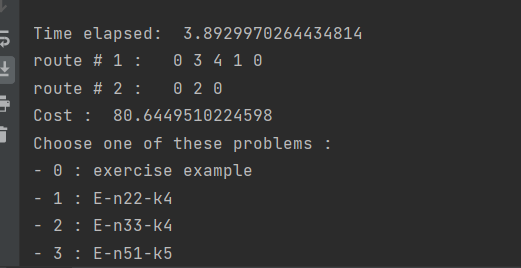 Time elapsed:  3.8929970264434814
route # 1 :   0 3 4 1 0
route # 2 :   0 2 0
Cost :  80.6449510224598
Choose one of these problems :
- 0 : exercise example
- 1 : E-n22-k4
- 2 : E-n33-k4
- 3 : E-n51-k5